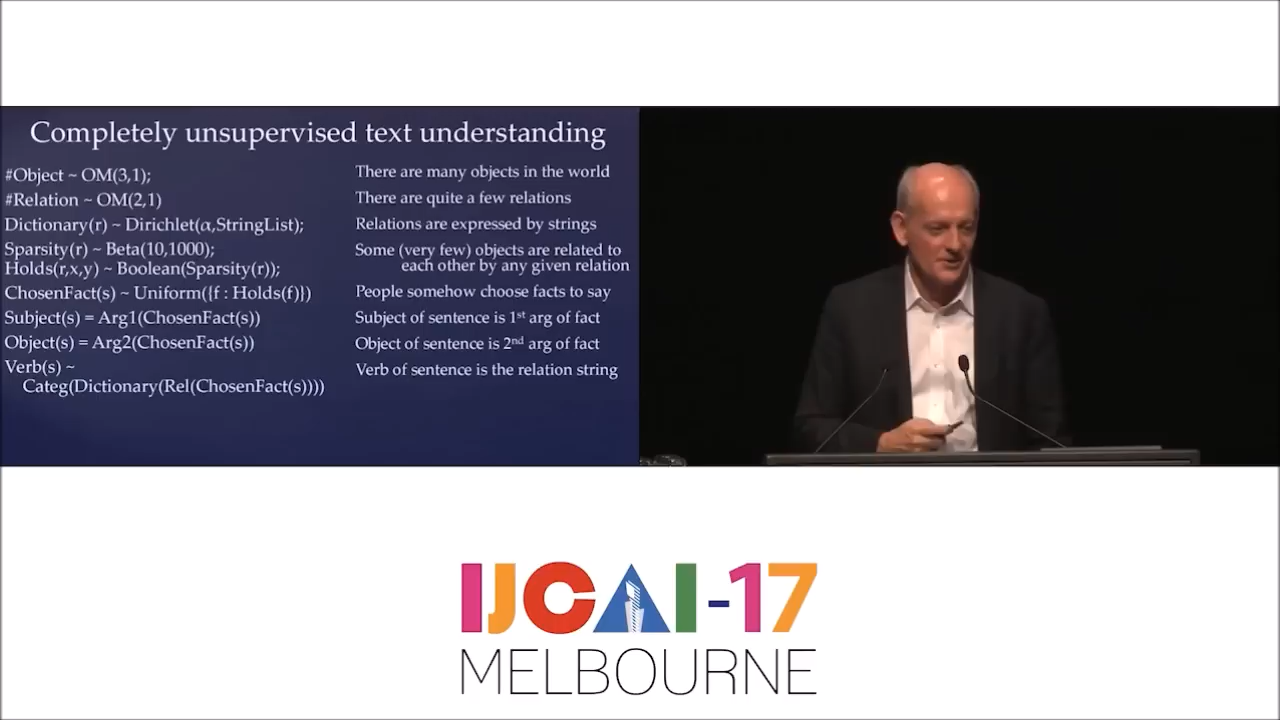 Completely unsupervised text understanding
#Object ~ OM(3,1);
#Relation ~ OM(2,1)
Dictionary(r) ~ Dirichlet(α,StringList);
Sparsity(r) ~ Beta(10,1000);
Holds(r,x,y) ~ Boolean(Sparsity(r));
ChosenFact(s) ~ Uniform({f : Holds(f)})
Subject(s) = Arg1(ChosenFact(s))
Object(s) = Arg2(ChosenFact(s))
Verb(s) ~
Categ(Dictionary(Rel(ChosenFact(s))))
There are many objects in the world
There are quite a few relations
Relations are expressed by strings
Some (very few) objects are related to
each other by any given relation
People somehow choose facts to say
Subject of sentence is 1st arg of fact
Object of sentence is 2nd arg of fact
Verb of sentence is the relation string
IJCAI-17
MELBOURNE